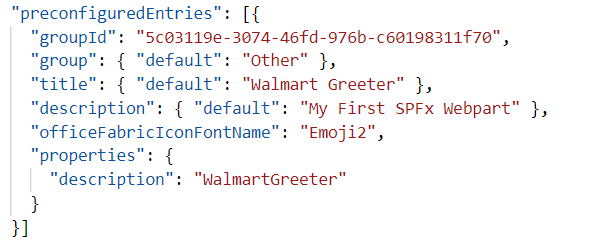 "preconfiguredEntries": [{
"groupId": "5c03119e-3074-46fd-976b-c60198311f70",
"group": { "default": "Other" },
"title": { "default": "Walmart Greeter" },
"description": { "default": "My First SPFx Webpart" },
"officeFabricIconFontName": "Emoji2",
"properties": {
"description": "WalmartGreeter"
}
}]